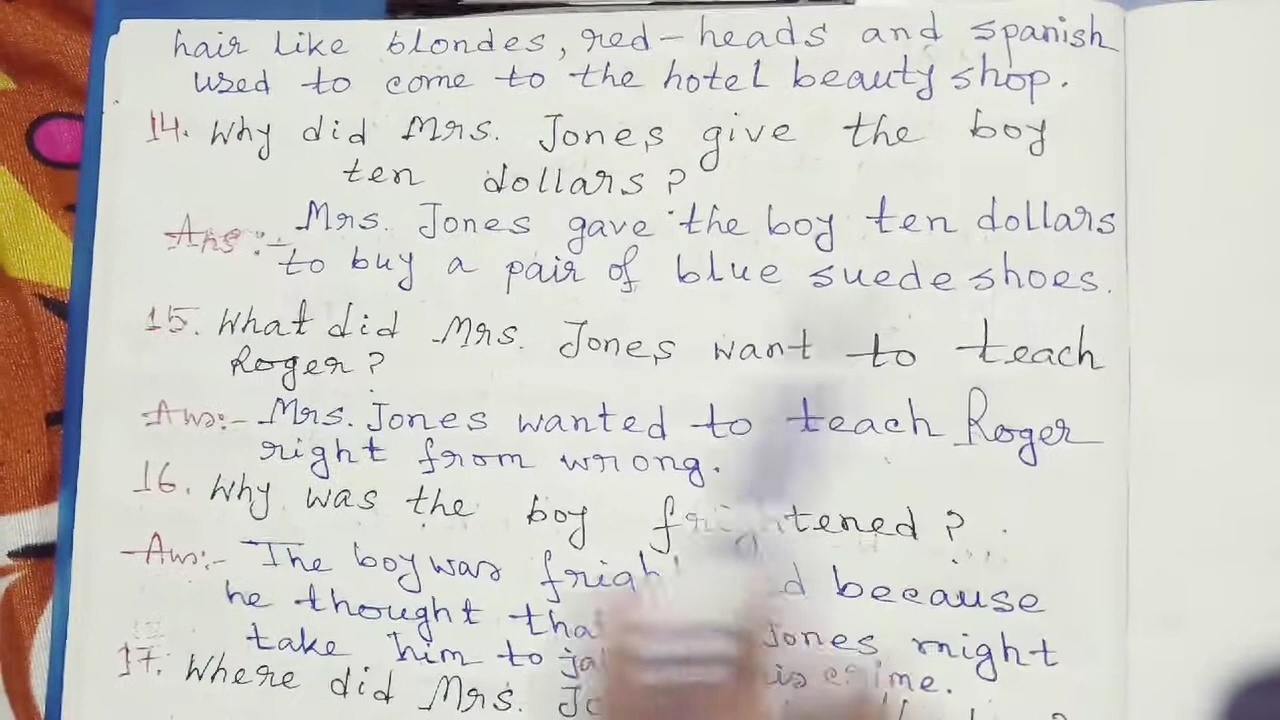 hair like blondes, red-heads and spanish
used to come to the hotel beauty shop.
14. Why did Mrs. Jones give the boy
ten dollars?
Ans:- Mrs. Jones gave the boy ten dollars
to buy a pair of blue suede shoes.
15. What did Mrs. Jones want to teach
Roger?
Ans:- Mrs. Jones wanted to teach Roger
right from wrong.
16. Why was the boy frightened?
Ans:- The boy was because
he thought Jones might
take him to
17. Where did Mrs.